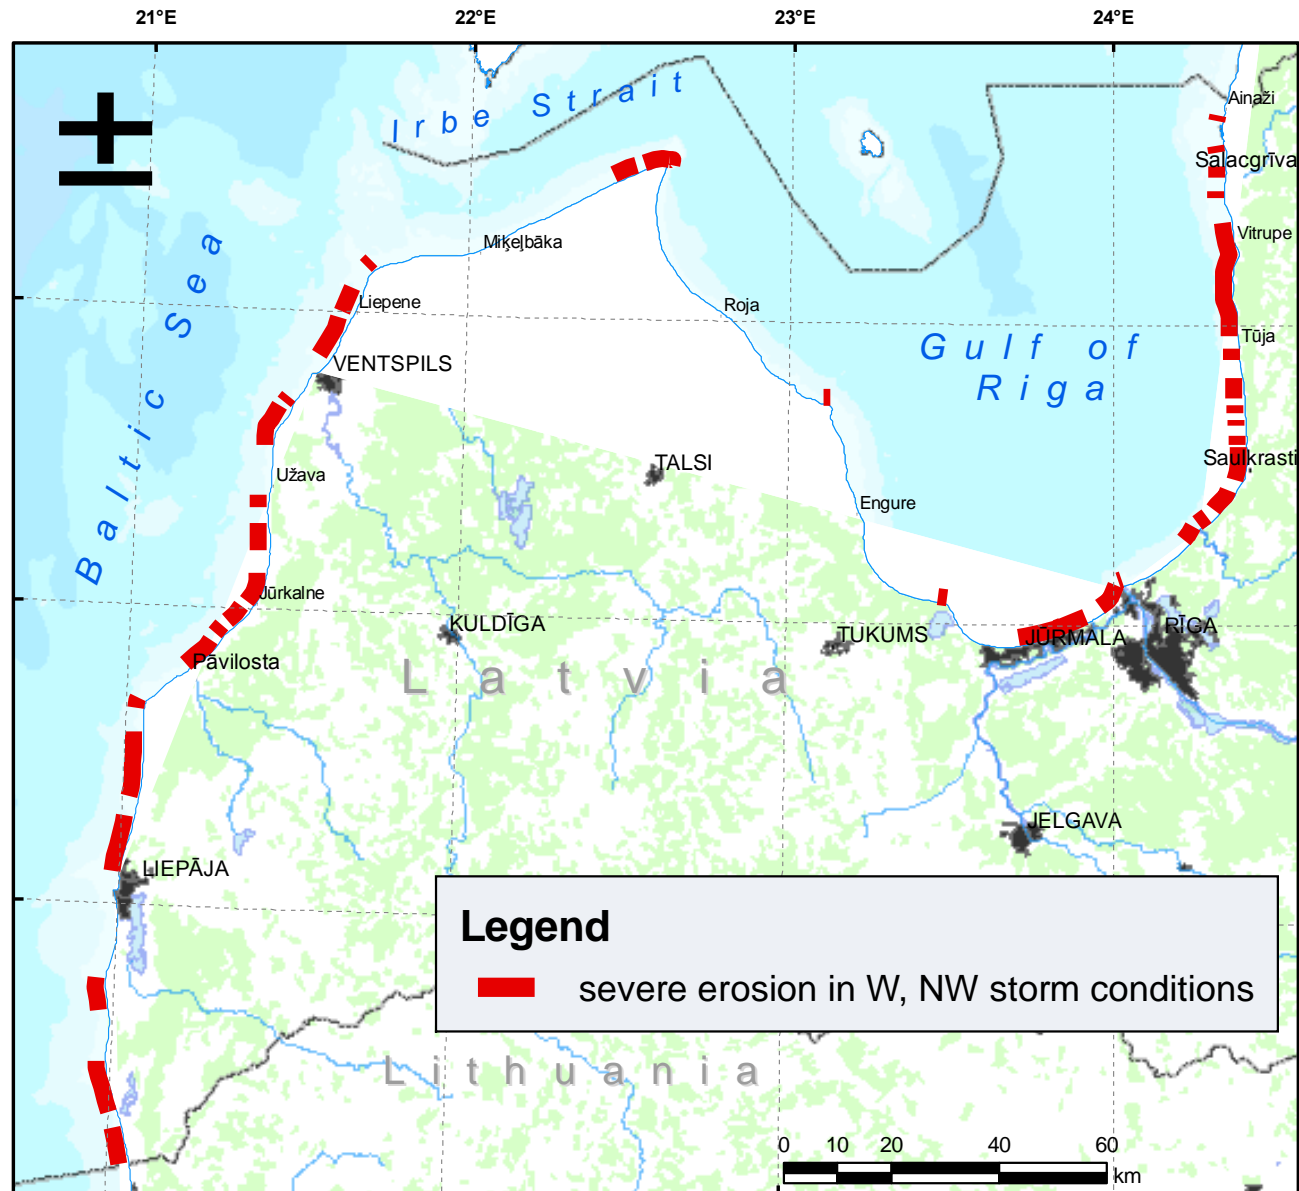 21°E 22°E 23°E 24°E
Irbe Strait
Ainaži
Salacgrīva
Vitrupe
Baltic Sea
Miķeļbāka
Liepene
Roja
Gulf of
Riga
Tūja
VENTSPILS
TALSI
Saulkrasti
Užava
Engure
Jūrkalne
KULDĪGA
TUKUMS
JŪRMALA
RĪGA
Pāvilosta
Latvia
JELGAVA
LIEPĀJA
Legend
severe erosion in W, NW storm conditions
Lithuania
0 10 20 40 60
km